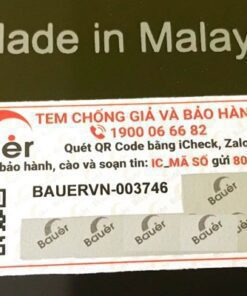 Made in Malay
TEM CHỐNG GIẢ VÀ BẢO HÀN
1900 06 66 82
Quét QR Code bằng iCheck, Zalo
bảo hành, cào và soạn tin: IC_MÃ SỐ gửi 80
BAUERVN-003746
Bauer
Bauer
Bauer
Bauer
Bauer